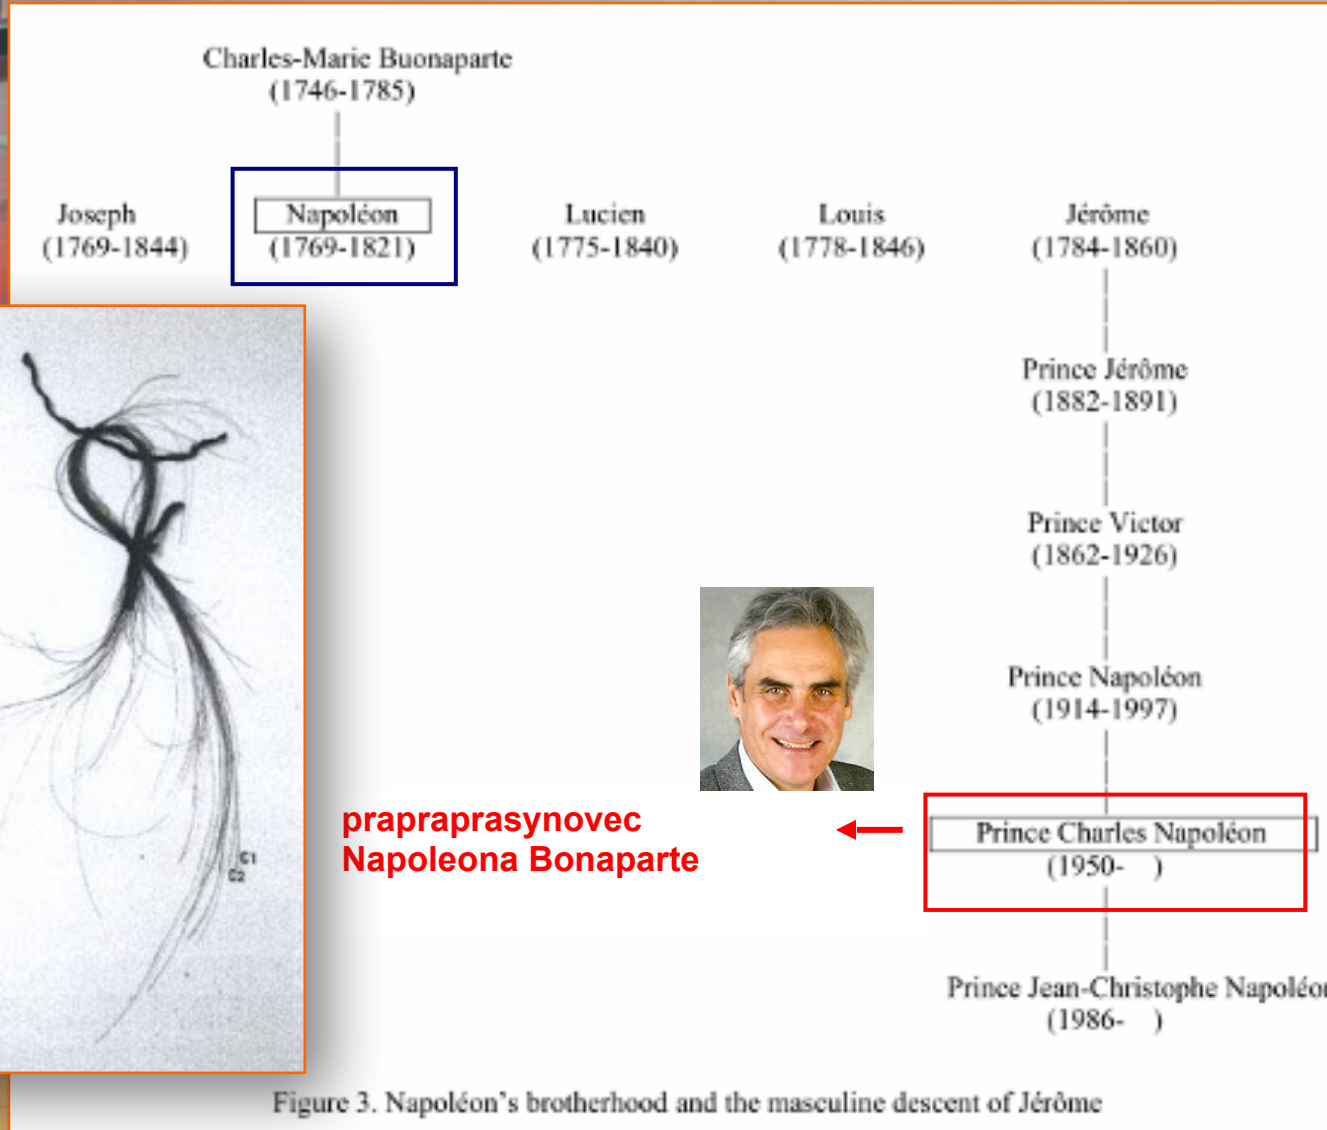 Charles-Marie Buonaparte
(1746-1785)
Joseph
(1769-1844)
Napoléon
(1769-1821)
Lucien
(1775-1840)
Louis
(1778-1846)
Jérôme
(1784-1860)
Prince Jérôme
(1882-1891)
Prince Victor
(1862-1926)
Prince Napoléon
(1914-1997)
prapraprasynovec
Napoleona Bonaparte
Prince Charles Napoléon
(1950- )
Prince Jean-Christophe Napoléon
(1986- )
C1
C2
Figure 3. Napoléon's brotherhood and the masculine descent of Jérôme